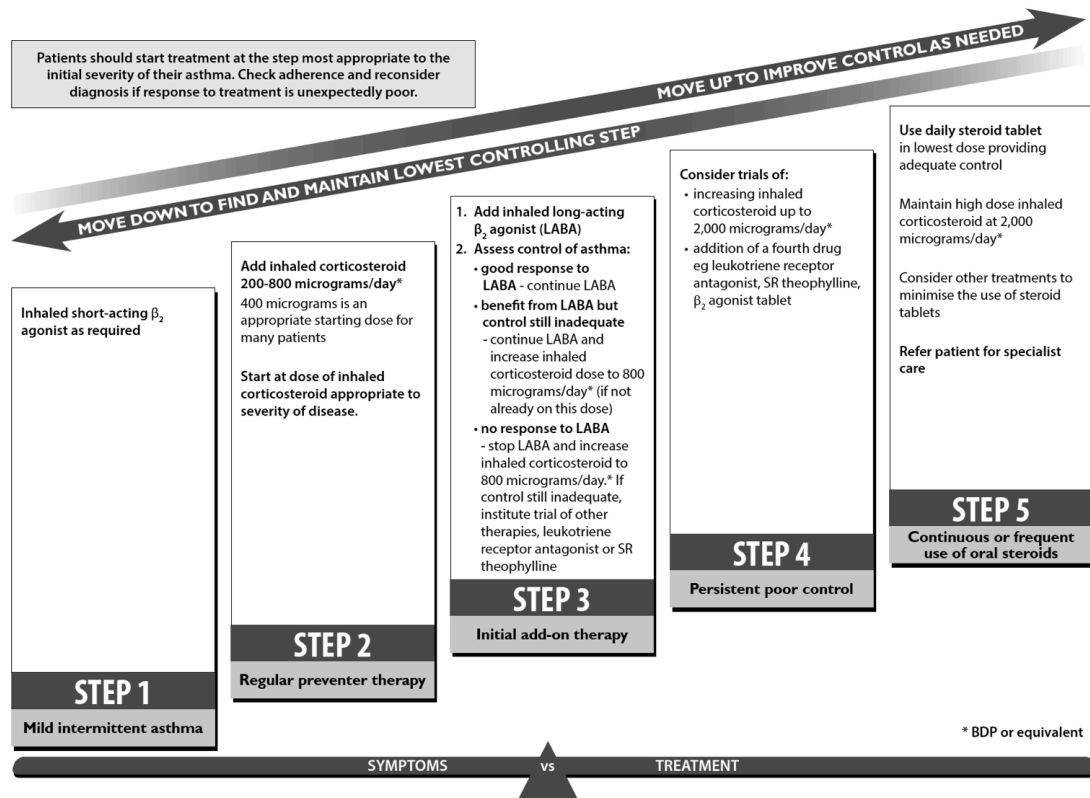 Patients should start treatment at the step most appropriate to the
initial severity of their asthma. Check adherence and reconsider
diagnosis if response to treatment is unexpectedly poor.
MOVE UP TO IMPROVE CONTROL AS NEEDED
MOVE DOWN TO FIND AND MAINTAIN LOWEST CONTROLLING STEP
Inhaled short-acting β₂
agonist as required
STEP 1
Mild intermittent asthma
Add inhaled corticosteroid
200-800 micrograms/day*
400 micrograms is an
appropriate starting dose for
many patients
Start at dose of inhaled
corticosteroid appropriate to
severity of disease.
STEP 2
Regular preventer therapy
1. Add inhaled long-acting
β₂ agonist (LABA)
2. Assess control of asthma:
• good response to
LABA - continue LABA
• benefit from LABA but
control still inadequate
- continue LABA and
increase inhaled
corticosteroid dose to 800
micrograms/day* (if not
already on this dose)
• no response to LABA
- stop LABA and increase
inhaled corticosteroid to
800 micrograms/day.* If
control still inadequate,
institute trial of other
therapies, leukotriene
receptor antagonist or SR
theophylline
STEP 3
Initial add-on therapy
Consider trials of:
• increasing inhaled
corticosteroid up to
2,000 micrograms/day*
• addition of a fourth drug
eg leukotriene receptor
antagonist, SR theophylline,
β₂ agonist tablet
STEP 4
Persistent poor control
Use daily steroid tablet
in lowest dose providing
adequate control
Maintain high dose inhaled
corticosteroid at 2,000
micrograms/day*
Consider other treatments to
minimise the use of steroid
tablets
Refer patient for specialist
care
STEP 5
Continuous or frequent
use of oral steroids
* BDP or equivalent
SYMPTOMS vs TREATMENT